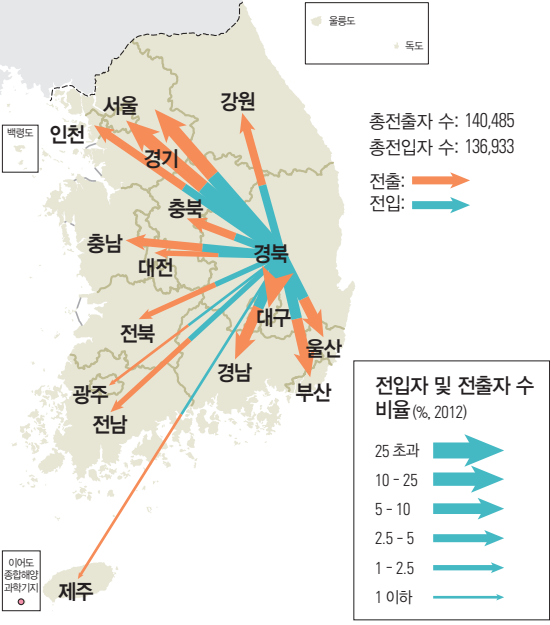 울릉도
독도
서울
강원
백령도
인천
경기
총전출자 수: 140,485
총전입자 수: 136,933
전출:
전입:
충북
충남
대전
경북
대구
전북
울산
경남
부산
광주
전남
전입자 및 전출자 수
비율(%, 2012)
25 초과
10 - 25
5 - 10
2.5 - 5
1 - 2.5
1 이하
이어도
종합해양
과학기지
제주